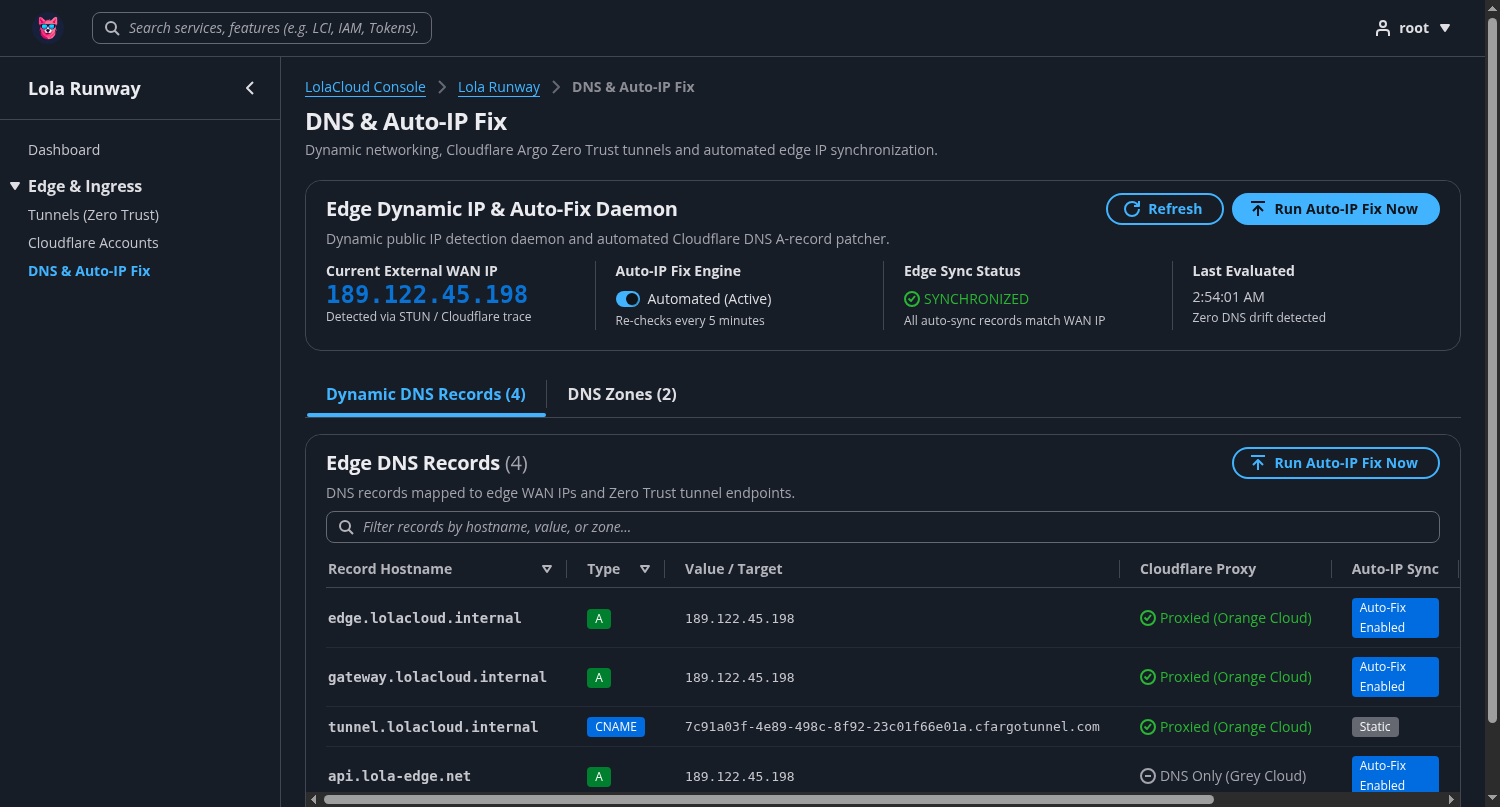 Search services, features (e.g. LCI, IAM, Tokens).
root
Lola Runway
Dashboard
Edge & Ingress
Tunnels (Zero Trust)
Cloudflare Accounts
DNS & Auto-IP Fix
LolaCloud Console
Lola Runway
DNS & Auto-IP Fix
DNS & Auto-IP Fix
Dynamic networking, Cloudflare Argo Zero Trust tunnels and automated edge IP synchronization.
Edge Dynamic IP & Auto-Fix Daemon
Refresh
Run Auto-IP Fix Now
Dynamic public IP detection daemon and automated Cloudflare DNS A-record patcher.
Current External WAN IP
189.122.45.198
Detected via STUN / Cloudflare trace
Auto-IP Fix Engine
Automated (Active)
Re-checks every 5 minutes
Edge Sync Status
SYNCHRONIZED
All auto-sync records match WAN IP
Last Evaluated
2:54:01 AM
Zero DNS drift detected
Dynamic DNS Records (4)
DNS Zones (2)
Edge DNS Records (4)
Run Auto-IP Fix Now
DNS records mapped to edge WAN IPs and Zero Trust tunnel endpoints.
Filter records by hostname, value, or zone...
Record Hostname Type Value / Target Cloudflare Proxy Auto-IP Sync
edge.lolacloud.internal A 189.122.45.198 Proxied (Orange Cloud) Auto-Fix
Enabled
gateway.lolacloud.internal A 189.122.45.198 Proxied (Orange Cloud) Auto-Fix
Enabled
tunnel.lolacloud.internal CNAME 7c91a03f-4e89-498c-8f92-23c01f66e01a.cfargotunnel.com Proxied (Orange Cloud) Static
api.lola-edge.net A 189.122.45.198 DNS Only (Grey Cloud) Auto-Fix
Enabled